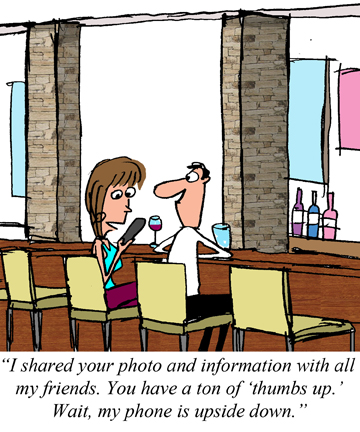 “I shared your photo and information with all
my friends. You have a ton of ‘thumbs up.’
Wait, my phone is upside down.”